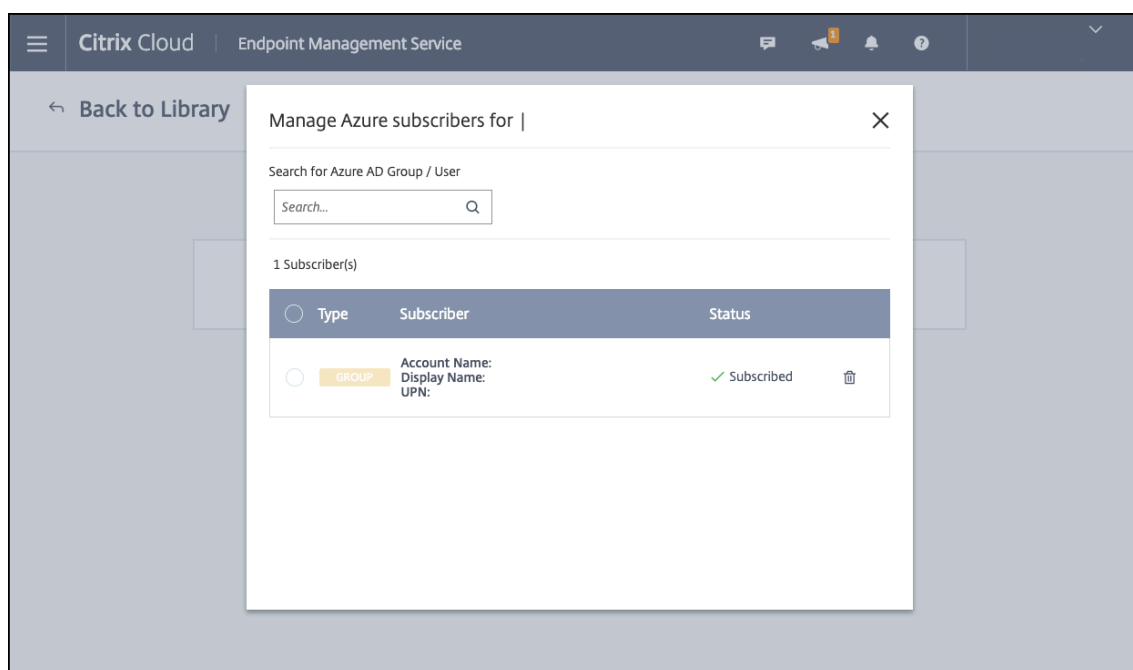 Citrix Cloud | Endpoint Management Service 1
Back to Library
Manage Azure subscribers for |
Search for Azure AD Group / User
Search...
1 Subscriber(s)
Type Subscriber Status
GROUP
Account Name:
Display Name:
UPN:
Subscribed